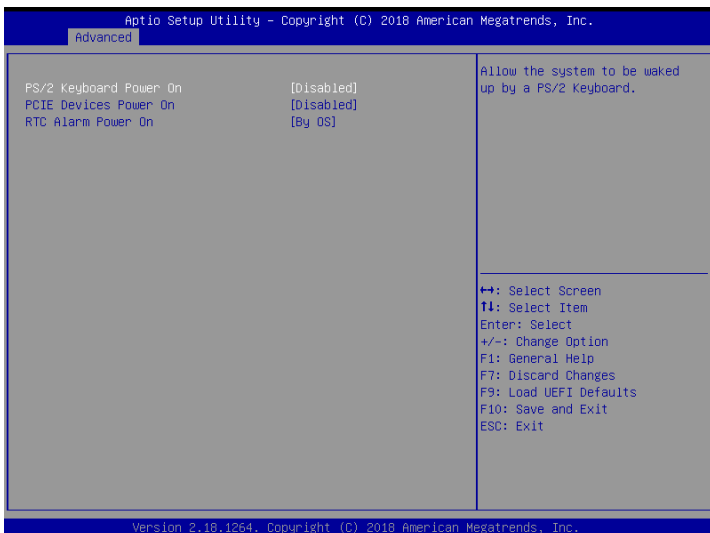 Aptio Setup Utility – Copyright (C) 2018 American Megatrends, Inc.
Advanced
PS/2 Keyboard Power On [Disabled]
PCIE Devices Power On [Disabled]
RTC Alarm Power On [By OS]
Allow the system to be waked
up by a PS/2 Keyboard.
↔: Select Screen
↑↓: Select Item
Enter: Select
+/-: Change Option
F1: General Help
F7: Discard Changes
F9: Load UEFI Defaults
F10: Save and Exit
ESC: Exit
Version 2.18.1264. Copyright (C) 2018 American Megatrends, Inc.